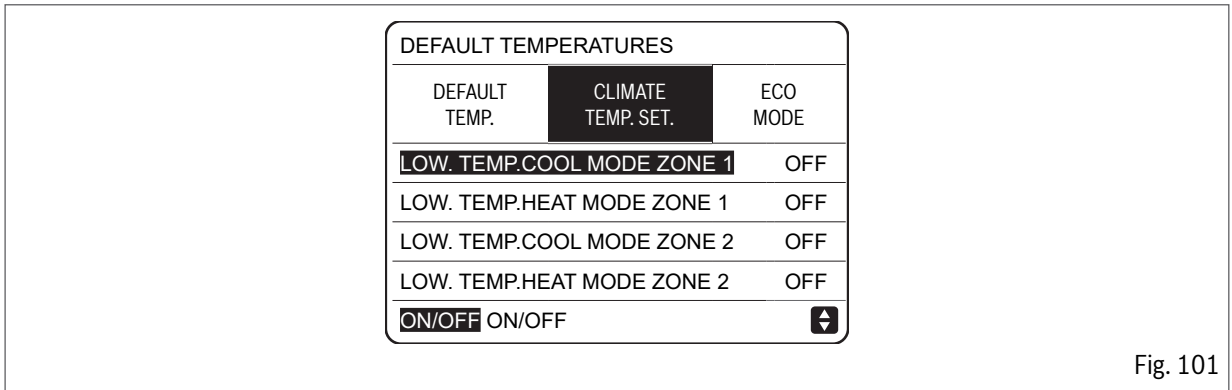 DEFAULT TEMPERATURES
DEFAULT TEMP.
CLIMATE TEMP. SET.
ECO MODE
LOW. TEMP.COOL MODE ZONE 1 OFF
LOW. TEMP.HEAT MODE ZONE 1 OFF
LOW. TEMP.COOL MODE ZONE 2 OFF
LOW. TEMP.HEAT MODE ZONE 2 OFF
ON/OFF ON/OFF
Fig. 101